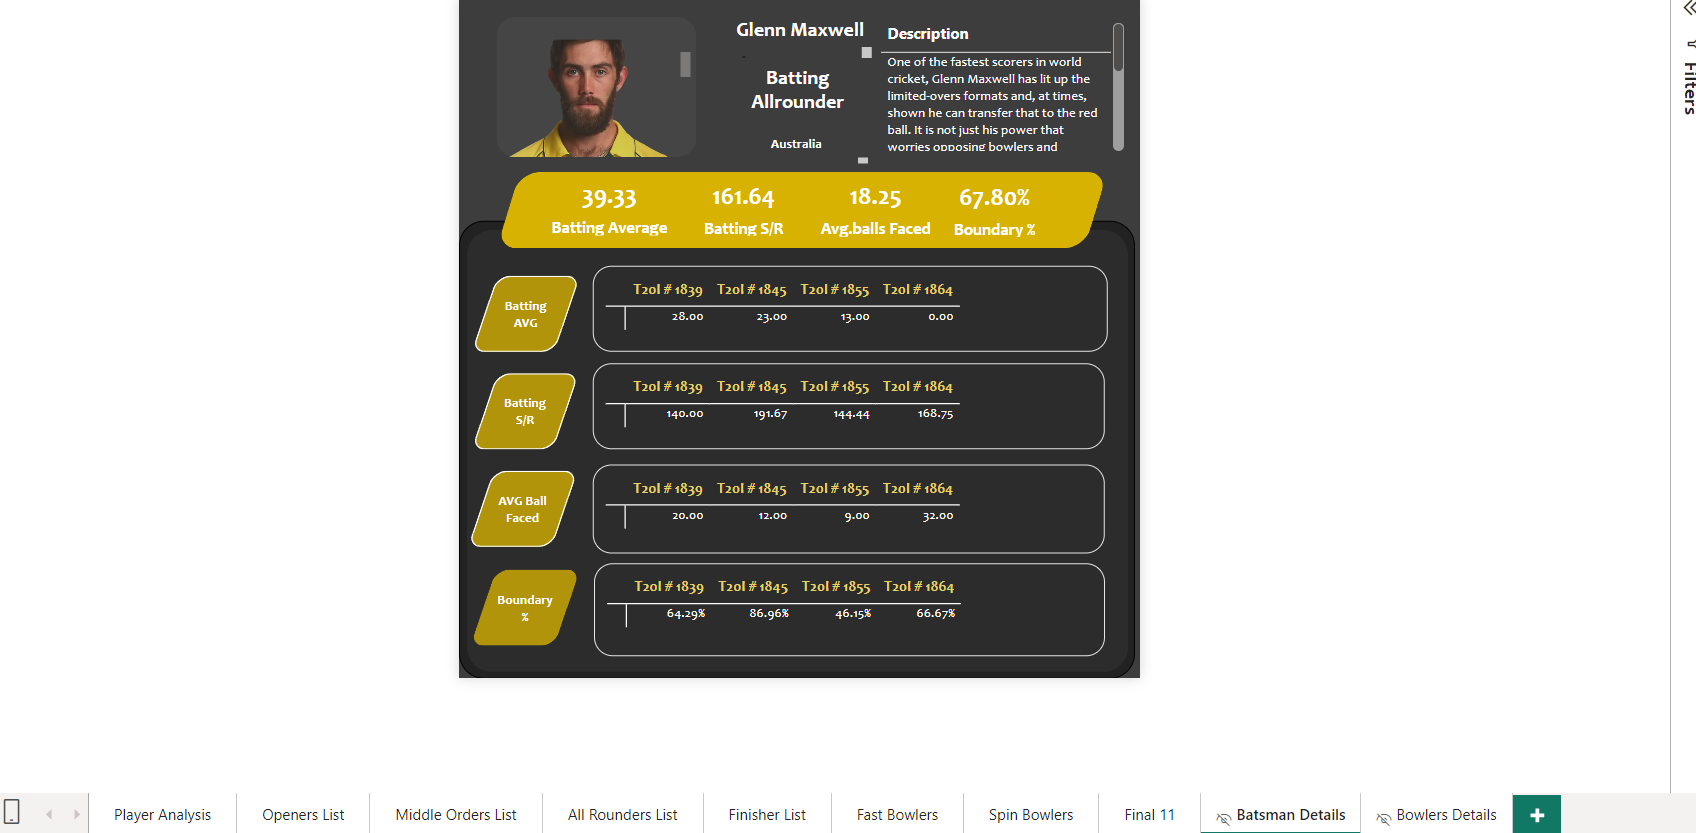 Glenn Maxwell
Batting
Allrounder
Australia
Description
One of the fastest scorers in world
cricket, Glenn Maxwell has lit up the
limited-overs formats and, at times,
shown he can transfer that to the red
ball. It is not just his power that
worries opposing bowlers and
Filters
39.33 161.64 18.25 67.80%
Batting Average Batting S/R Avg.balls Faced Boundary %
Batting
AVG
T20I # 1839 T20I # 1845 T20I # 1855 T20I # 1864
28.00 23.00 13.00 0.00
Batting
S/R
T20I # 1839 T20I # 1845 T20I # 1855 T20I # 1864
140.00 191.67 144.44 168.75
AVG Ball
Faced
T20I # 1839 T20I # 1845 T20I # 1855 T20I # 1864
20.00 12.00 9.00 32.00
Boundary
%
T20I # 1839 T20I # 1845 T20I # 1855 T20I # 1864
64.29% 86.96% 46.15% 66.67%
Player Analysis Openers List Middle Orders List All Rounders List Finisher List Fast Bowlers Spin Bowlers Final 11 Batsman Details Bowlers Details